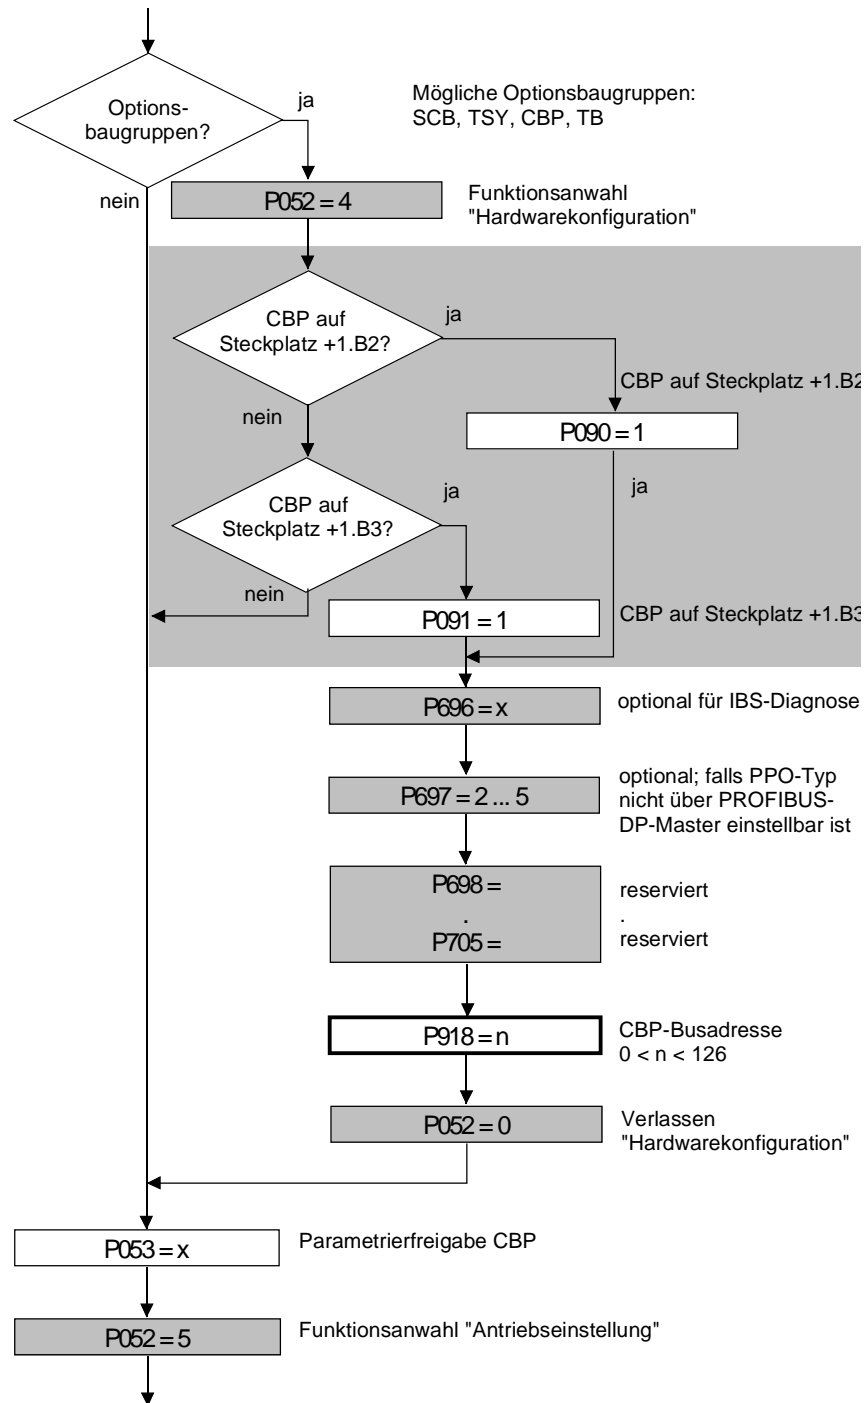 Options-
baugruppen?
ja
Mögliche Optionsbaugruppen:
SCB, TSY, CBP, TB
nein
P052 = 4
Funktionsanwahl
"Hardwarekonfiguration"
CBP auf
Steckplatz +1.B2?
ja
CBP auf Steckplatz +1.B2
nein
P090 = 1
CBP auf
Steckplatz +1.B3?
ja
ja
nein
P091 = 1
CBP auf Steckplatz +1.B3
P696 = x
optional für IBS-Diagnose
P697 = 2 ... 5
optional; falls PPO-Typ
nicht über PROFIBUS-
DP-Master einstellbar ist
P698 =
.
P705 =
reserviert
.
reserviert
P918 = n
CBP-Busadresse
0 < n < 126
P052 = 0
Verlassen
"Hardwarekonfiguration"
P053 = x
Parametrierfreigabe CBP
P052 = 5
Funktionsanwahl "Antriebseinstellung"